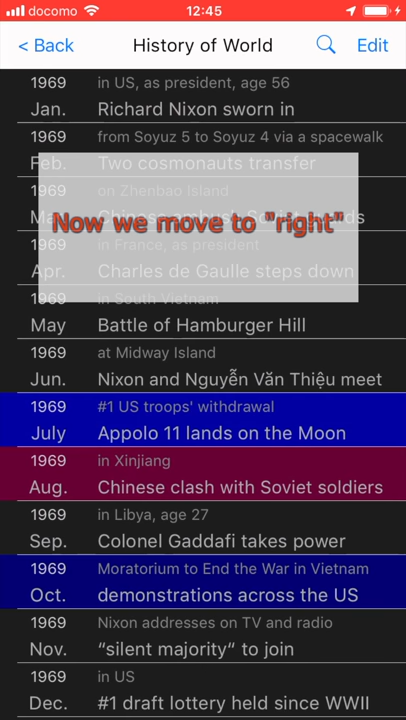 docomo 12:45
< Back History of World Edit
1969 in US, as president, age 56
Jan. Richard Nixon sworn in
1969 from Soyuz 5 to Soyuz 4 via a spacewalk
Feb. Two cosmonauts transfer
1969 on Zhenbao Island
Chinese ambush Soviet
Now we move to "right"
1969 in France, as president
Apr. Charles de Gaulle steps down
1969 in South Vietnam
May Battle of Hamburger Hill
1969 at Midway Island
Jun. Nixon and Nguyễn Văn Thiệu meet
1969 #1 US troops' withdrawal
July Appolo 11 lands on the Moon
1969 in Xinjiang
Aug. Chinese clash with Soviet soldiers
1969 in Libya, age 27
Sep. Colonel Gaddafi takes power
1969 Moratorium to End the War in Vietnam
Oct. demonstrations across the US
1969 Nixon addresses on TV and radio
Nov. “silent majority“ to join
1969 in US
Dec. #1 draft lottery held since WWII